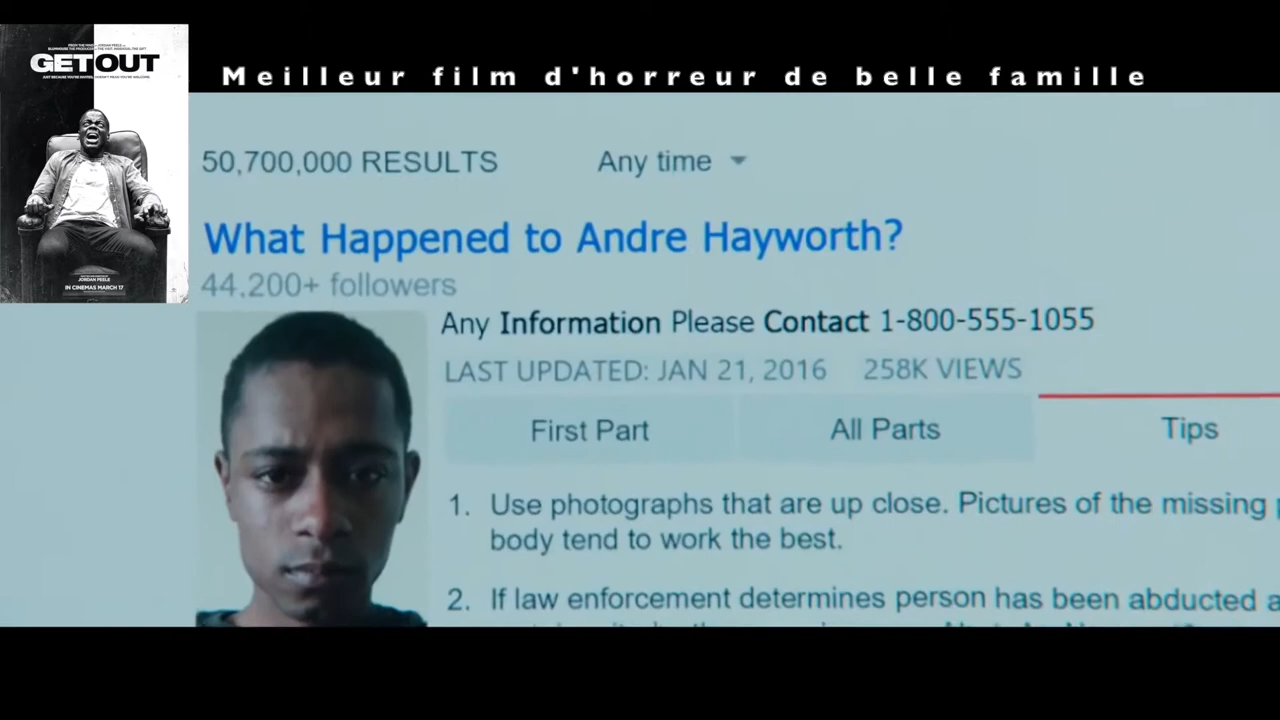 GET OUT
Meilleur film d'horreur de belle famille
JORDAN PEELE
IN CINEMAS MARCH 17
50,700,000 RESULTS Any time
What Happened to Andre Hayworth?
44,200+ followers
Any Information Please Contact 1-800-555-1055
LAST UPDATED: JAN 21, 2016 258K VIEWS
First Part All Parts Tips
1. Use photographs that are up close. Pictures of the missing
body tend to work the best.
2. If law enforcement determines person has been abducted